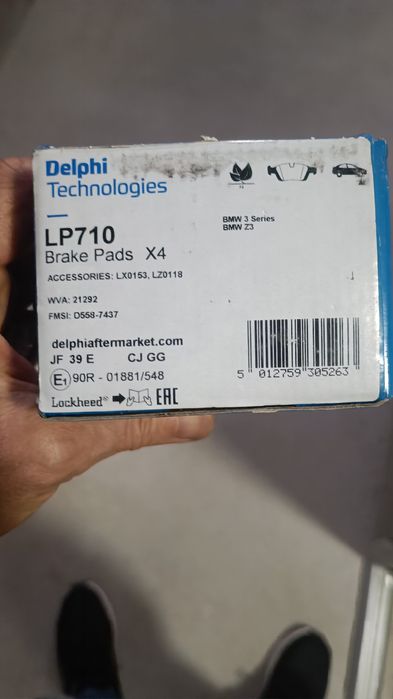 Delphi
Technologies
LP710
Brake Pads X4
ACCESSORIES: LX0153, LZ0118
WVA: 21292
FMSI: D558-7437
delphiaftermarket.com
JF 39 E CJ GG
E1 90R - 01881/548
Lockheed® EAC
BMW 3 Series
BMW Z3
5 012759 305263